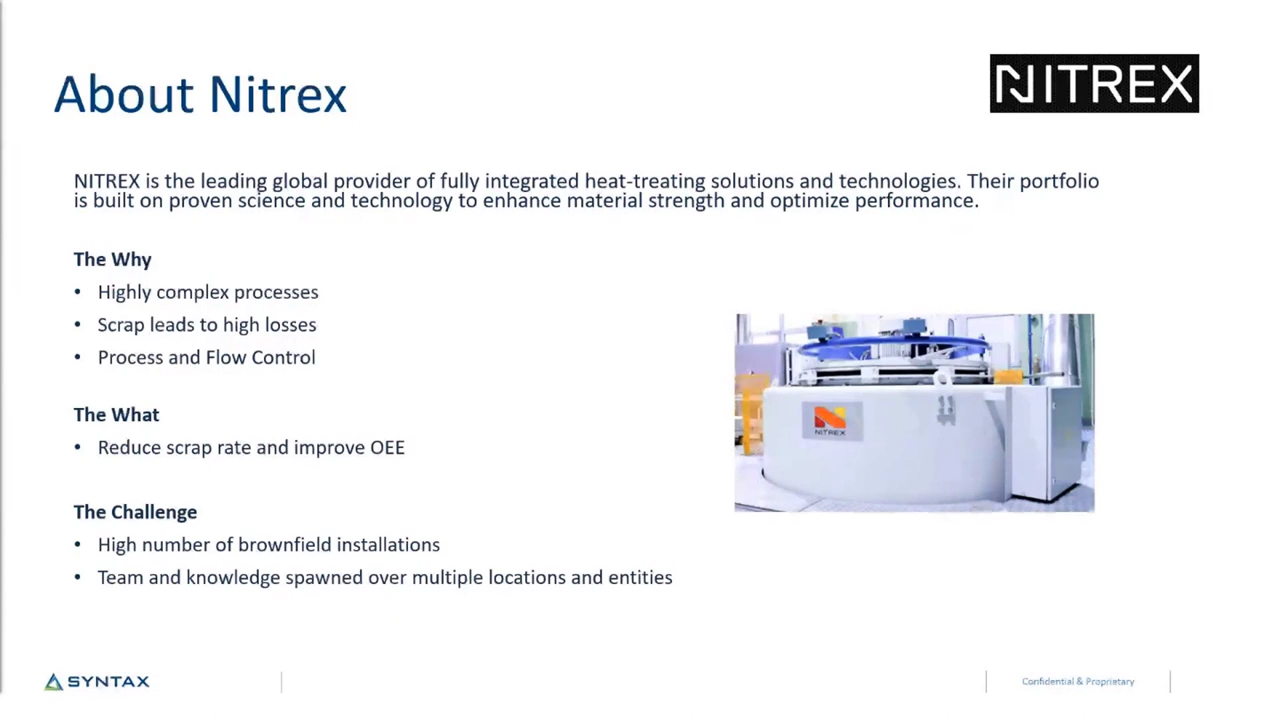 About Nitrex
NITREX
NITREX is the leading global provider of fully integrated heat-treating solutions and technologies. Their portfolio
is built on proven science and technology to enhance material strength and optimize performance.
The Why
• Highly complex processes
• Scrap leads to high losses
• Process and Flow Control
The What
• Reduce scrap rate and improve OEE
NITREX
The Challenge
• High number of brownfield installations
• Team and knowledge spawned over multiple locations and entities
SYNTAX
Confidential & Proprietary